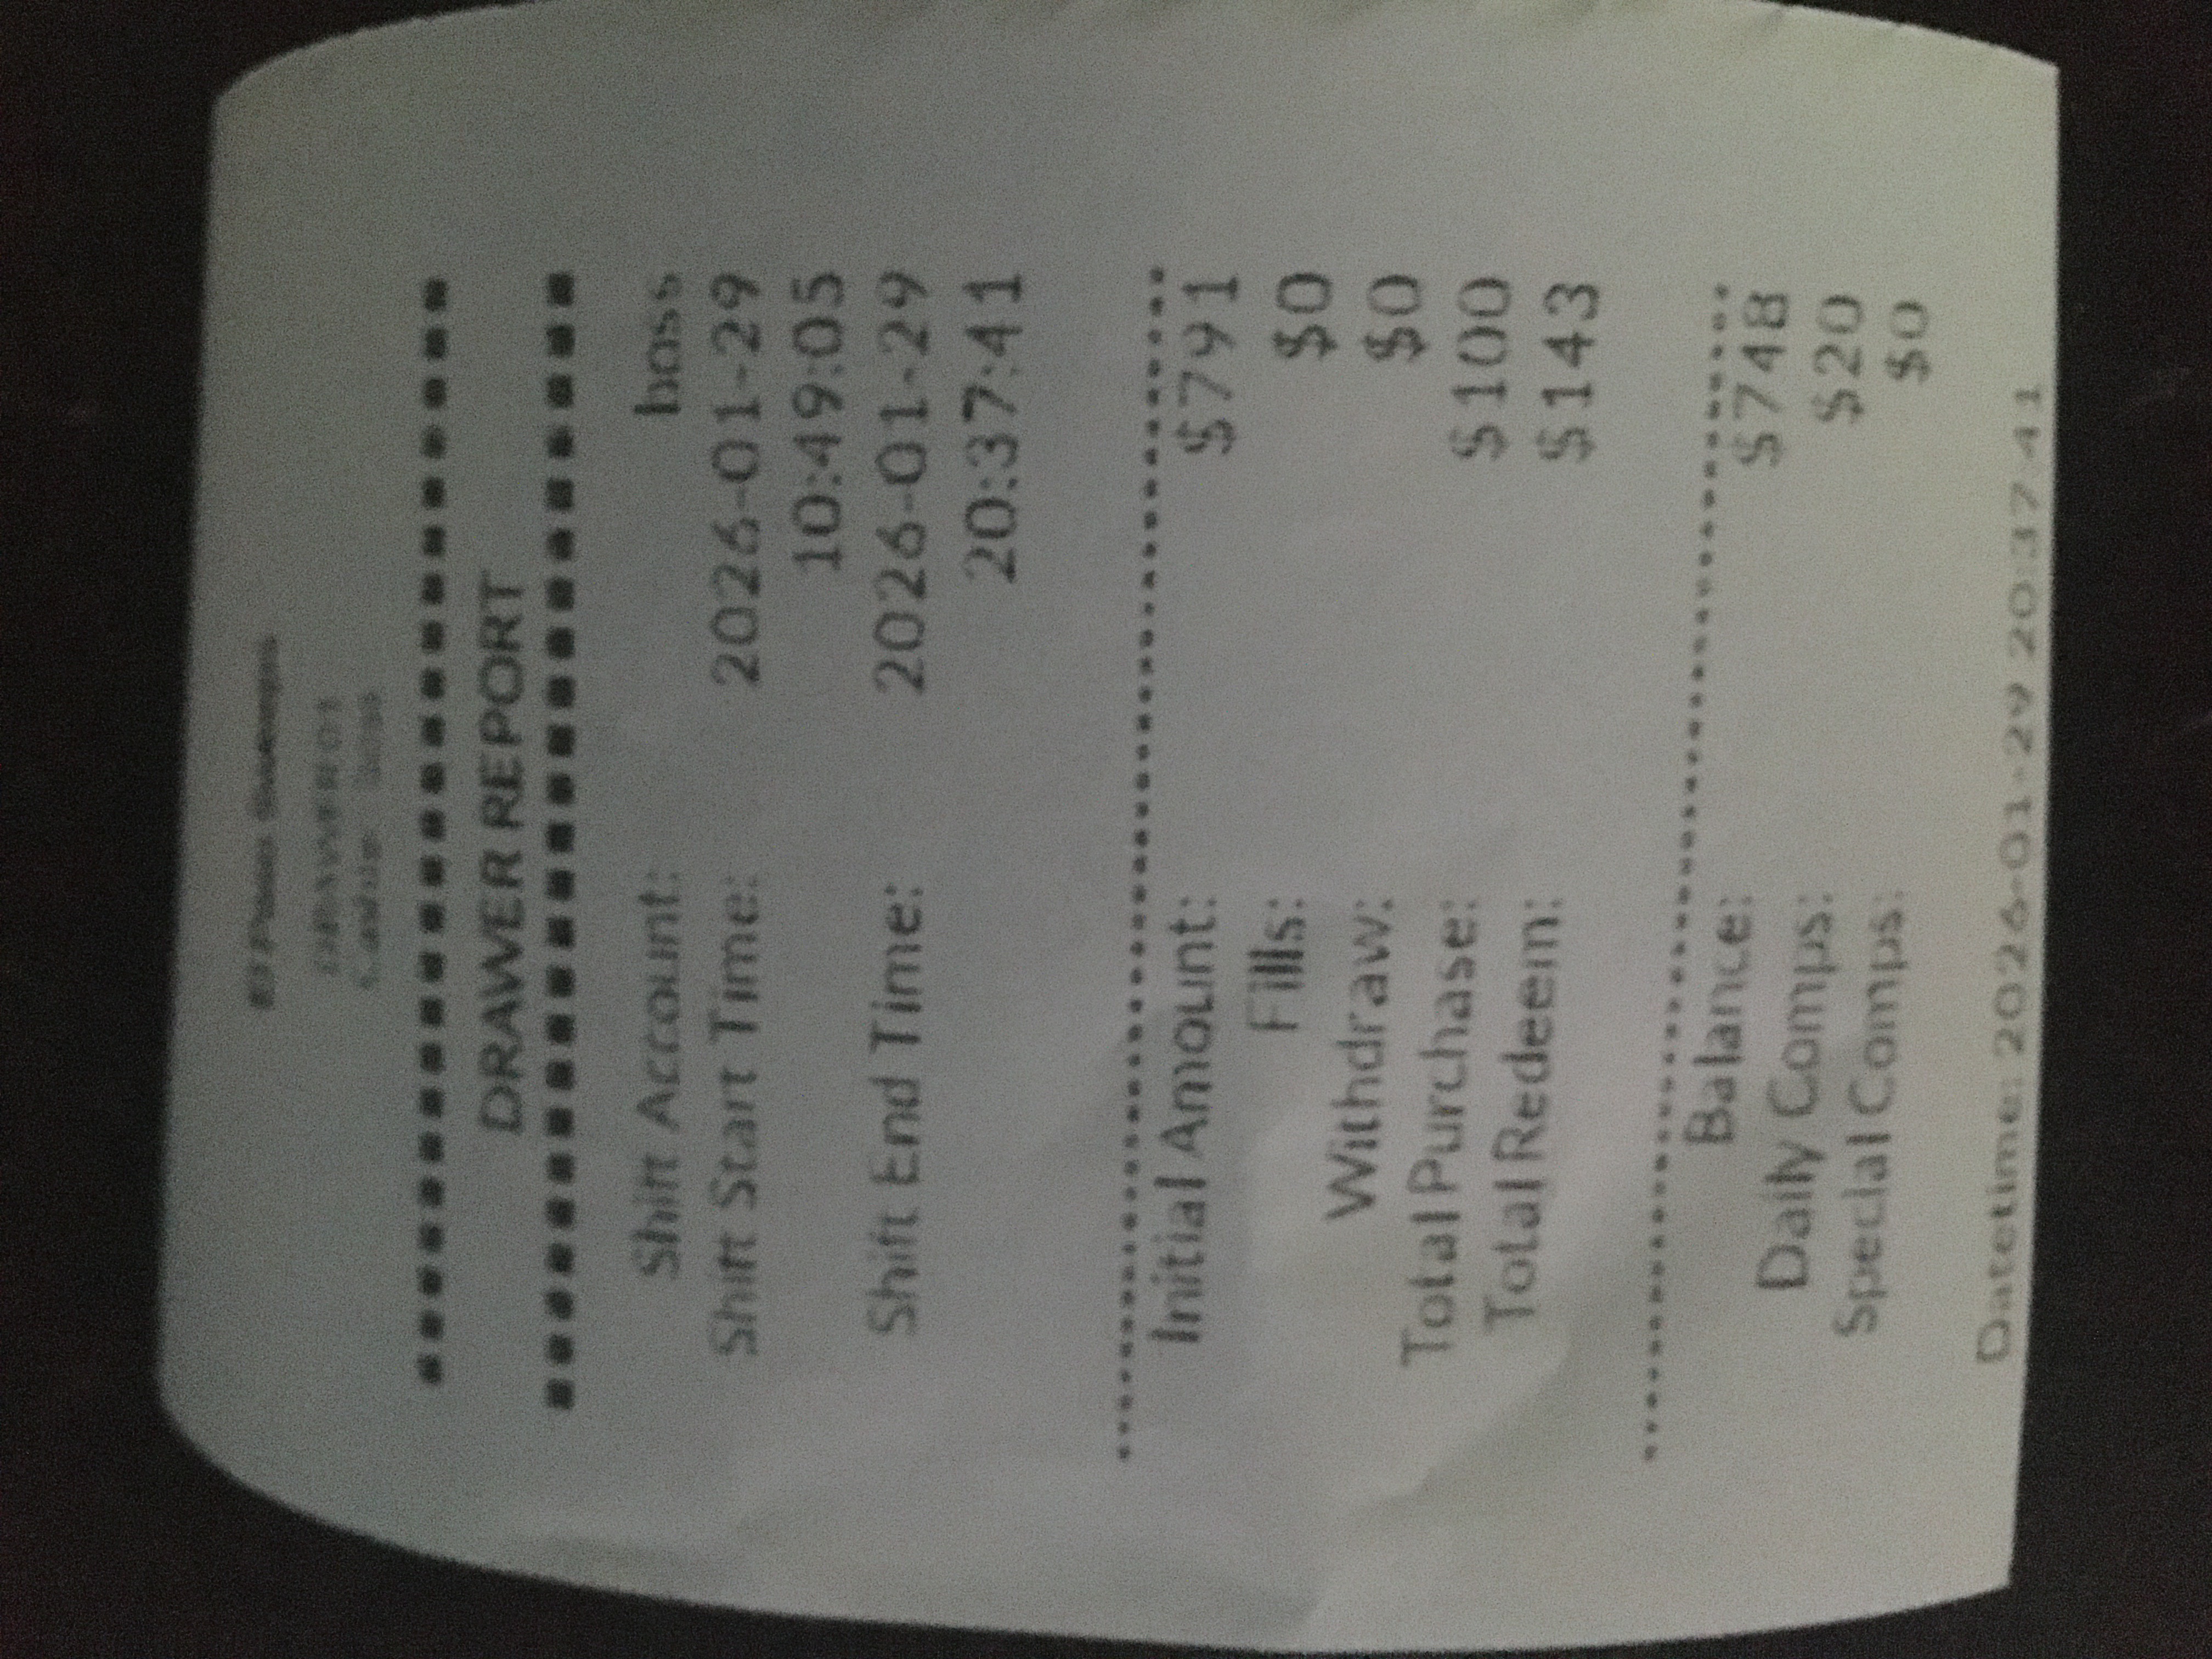 DRAWER01
DRAWER REPORT
Shift Account: boss
Shift Start Time: 2026-01-29
10:49:05
Shift End Time: 2026-01-29
20:37:41
Initial Amount: $791
Fills: $0
Withdraw: $0
Total Purchase: $100
Total Redeem: $143
Balance: $748
Daily Comps: $20
Special Comps: $0
Datetime: 2026-01-29 20:37:41